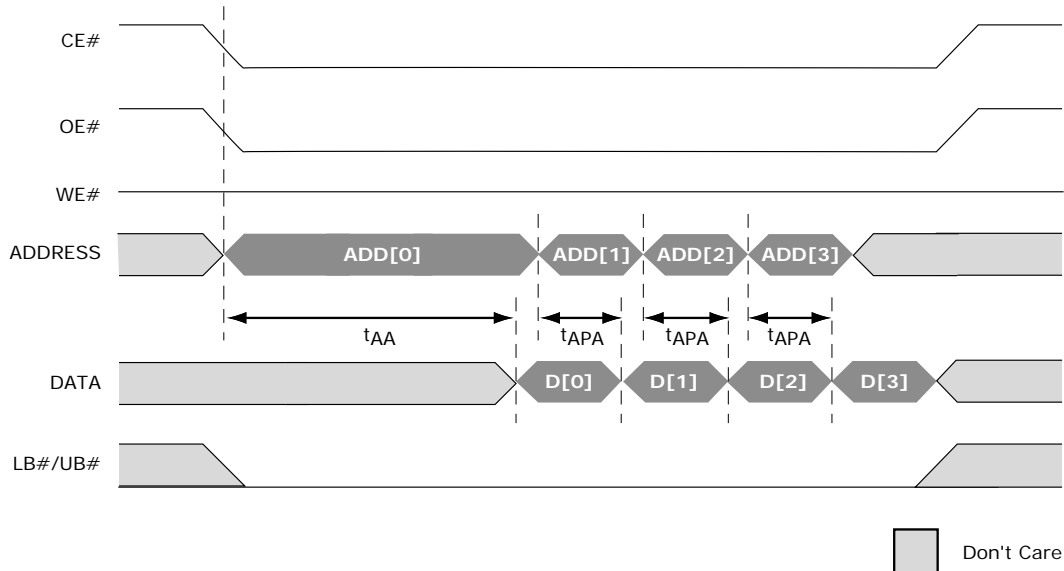 CE#
OE#
WE#
ADDRESS ADD[0] ADD[1] ADD[2] ADD[3]
tAA tAPA tAPA tAPA
DATA D[0] D[1] D[2] D[3]
LB#/UB#
Don't Care